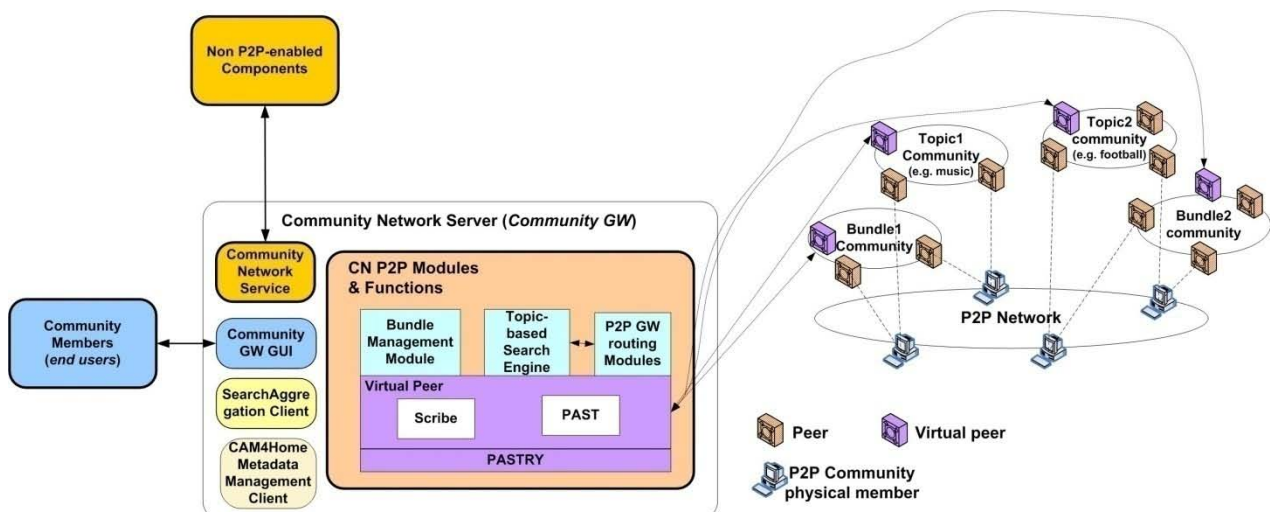 Non P2P-enabled
Components
Community Network Server (Community GW)
Community
Network
Service
Community
Members
(end users)
Community
GW GUI
SearchAggre
gation Client
CAM4Home
Metadata
Management
Client
CN P2P Modules
& Functions
Bundle
Management
Module
Topic-
based
Search
Engine
P2P GW
routing
Modules
Virtual Peer
Scribe
PAST
PASTRY
Topic1
Community
(e.g. music)
Topic2
community
(e.g. football)
Bundle1
Community
Bundle2
community
P2P Network
Peer
Virtual peer
P2P Community
physical member